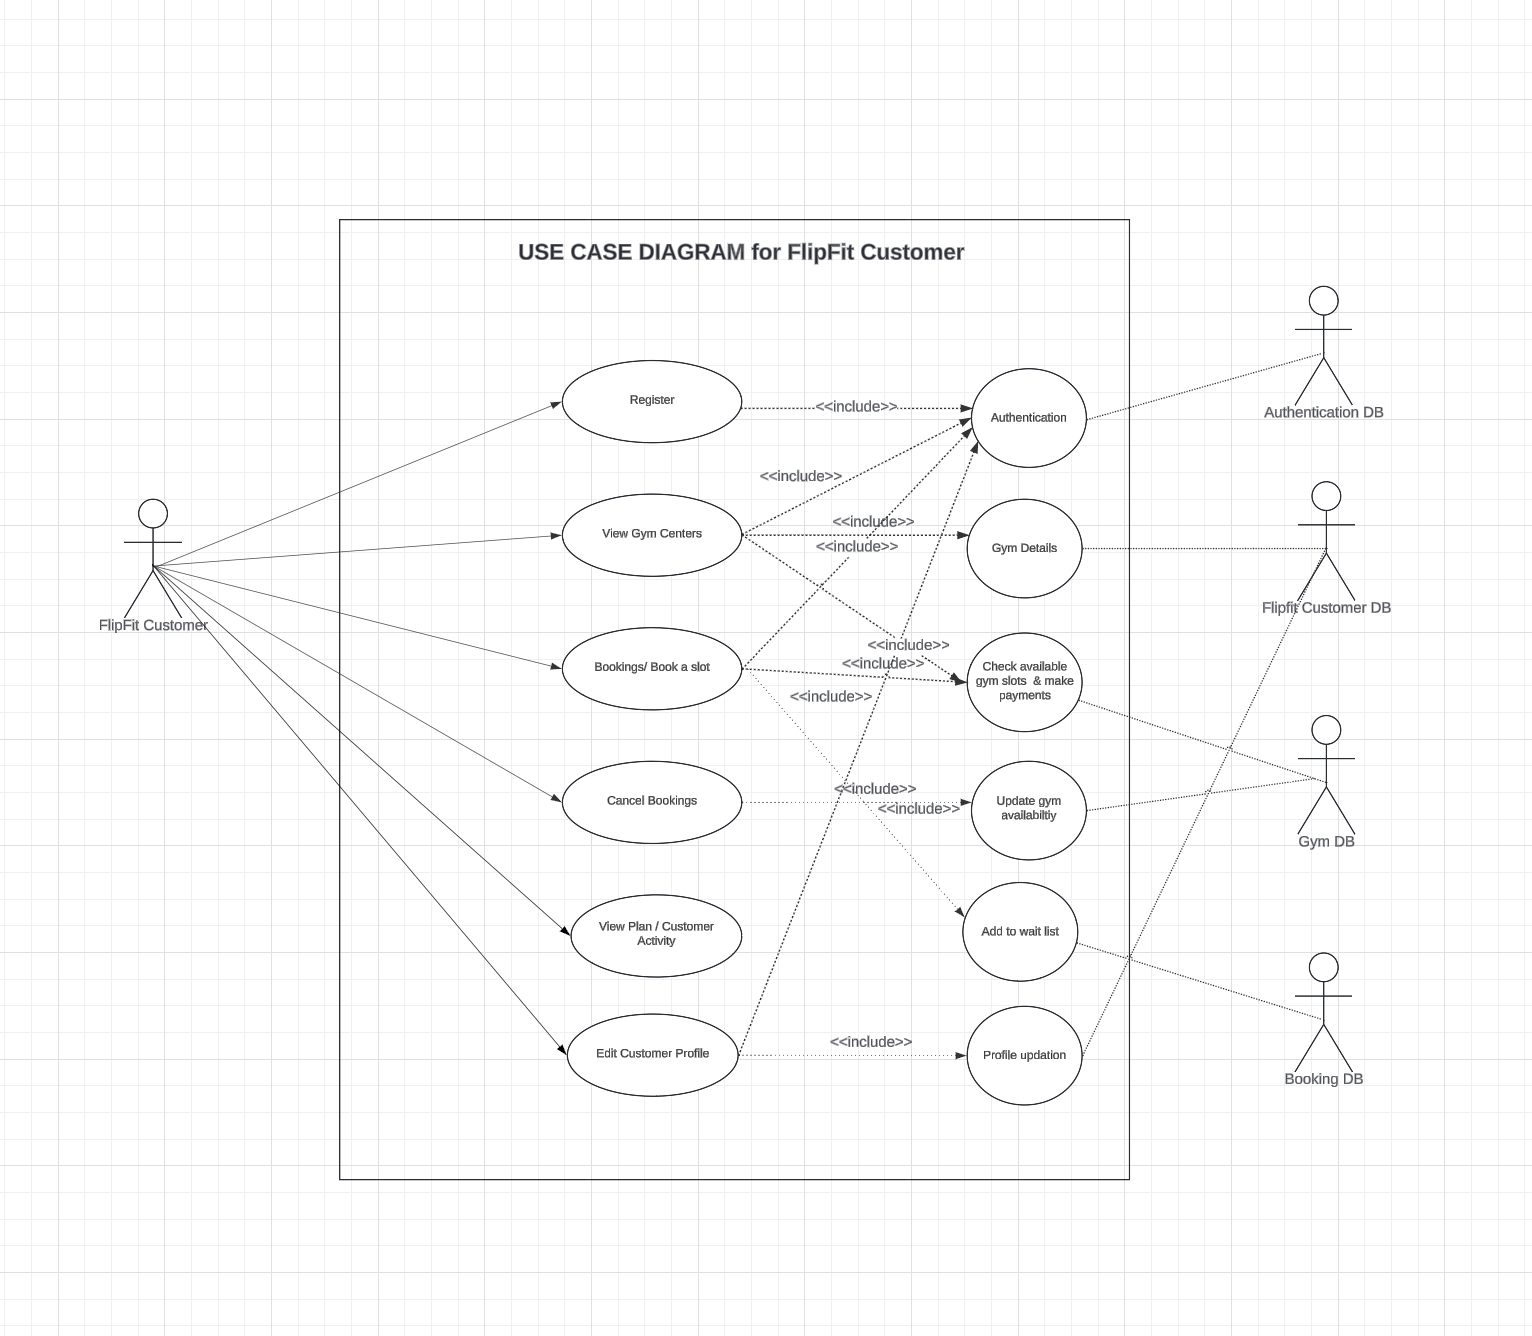 USE CASE DIAGRAM for FlipFit Customer
Register
<<include>>
Authentication
Authentication DB
<<include>>
View Gym Centers
<<include>>
<<include>>
Gym Details
Flipfit Customer DB
FlipFit Customer
Bookings/ Book a slot
<<include>>
<<include>>
<<include>>
Check available
gym slots & make
payments
Cancel Bookings
<<include>>
<<include>>
Update gym
availabiltiy
Gym DB
View Plan / Customer
Activity
Add to wait list
Edit Customer Profile
<<include>>
Profile updation
Booking DB